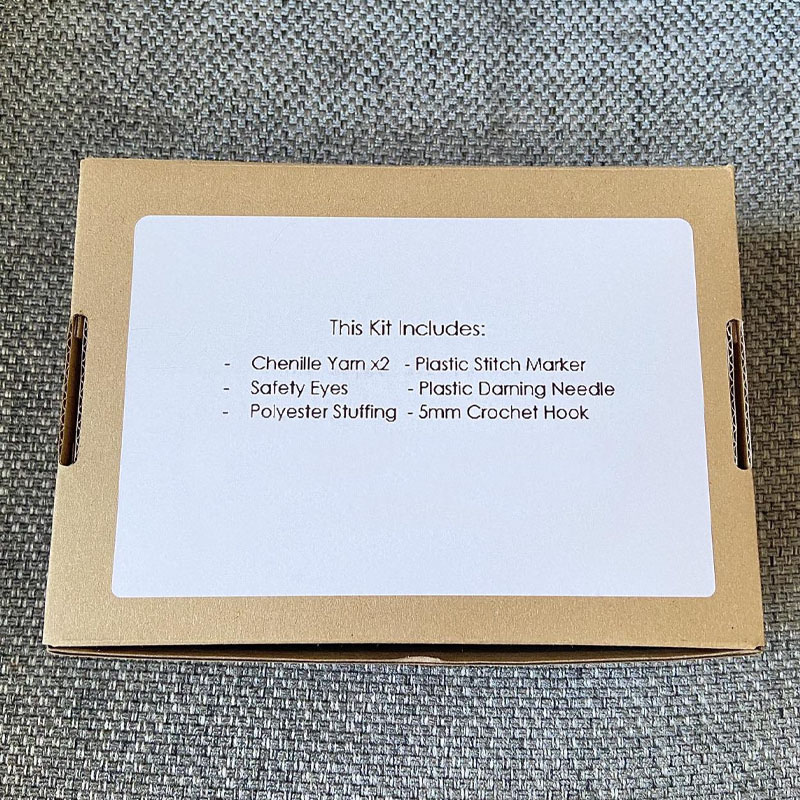 This Kit Includes:
- Chenille Yarn x2 - Plastic Stitch Marker
- Safety Eyes - Plastic Darning Needle
- Polyester Stuffing - 5mm Crochet Hook